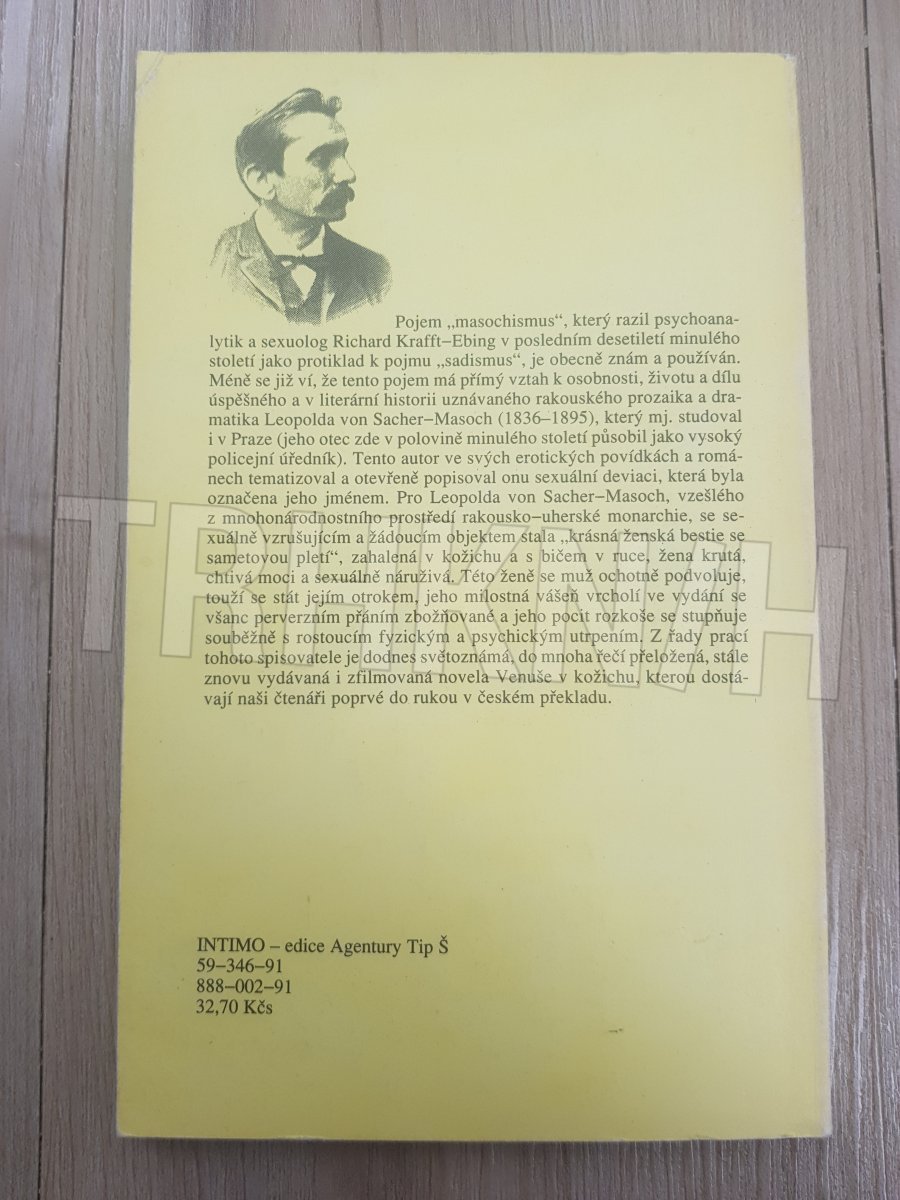 Pojem „masochismus“, který razil psychoana-
lytik a sexuolog Richard Krafft–Ebing v posledním desetiletí minulého
století jako protiklad k pojmu „sadismus“, je obecně znám a používán.
Méně se již ví, že tento pojem má přímý vztah k osobnosti, životu a dílu
úspěšného a v literární historii uznávaného rakouského prozaika a dra-
matika Leopolda von Sacher–Masoch (1836–1895), který mj. studoval
i v Praze (jeho otec zde v polovině minulého století působil jako vysoký
policejní úředník). Tento autor ve svých erotických povídkách a romá-
nech tematizoval a otevřeně popisoval onu sexuální deviaci, která byla
označena jeho jménem. Pro Leopolda von Sacher–Masoch, vzešlého
z mnohonárodnostního prostředí rakousko–uherské monarchie, se se-
xuálně vzrušujícím a žádoucím objektem stala „krásná ženská bestie se
sametovou pletí“, zahalená v kožichu a s bičem v ruce, žena krutá,
chtivá moci a sexuálně náruživá. Této ženě se muž ochotně podvoluje,
touží se stát jejím otrokem, jeho milostná vášeň vrcholí ve vydání se
všanc perverzním přáním zbožňované a jeho pocit rozkoše se stupňuje
souběžně s rostoucím fyzickým a psychickým utrpením. Z řady prací
tohoto spisovatele je dodnes světoznámá, do mnoha řečí přeložená, stále
znovu vydávaná i zfilmovaná novela Venuše v kožichu, kterou dostá-
vají naši čtenáři poprvé do rukou v českém překladu.
TRHKNIH
INTIMO – edice Agentury Tip Š
59–346–91
888–002–91
32,70 Kčs